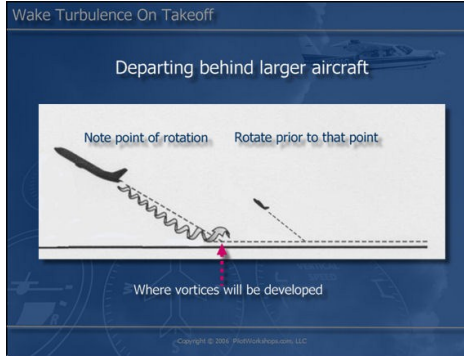 Wake Turbulence On Takeoff
Departing behind larger aircraft
Note point of rotation
Rotate prior to that point
Where vortices will be developed
Copyright © 2004 PilotWorkshops.com, LLC